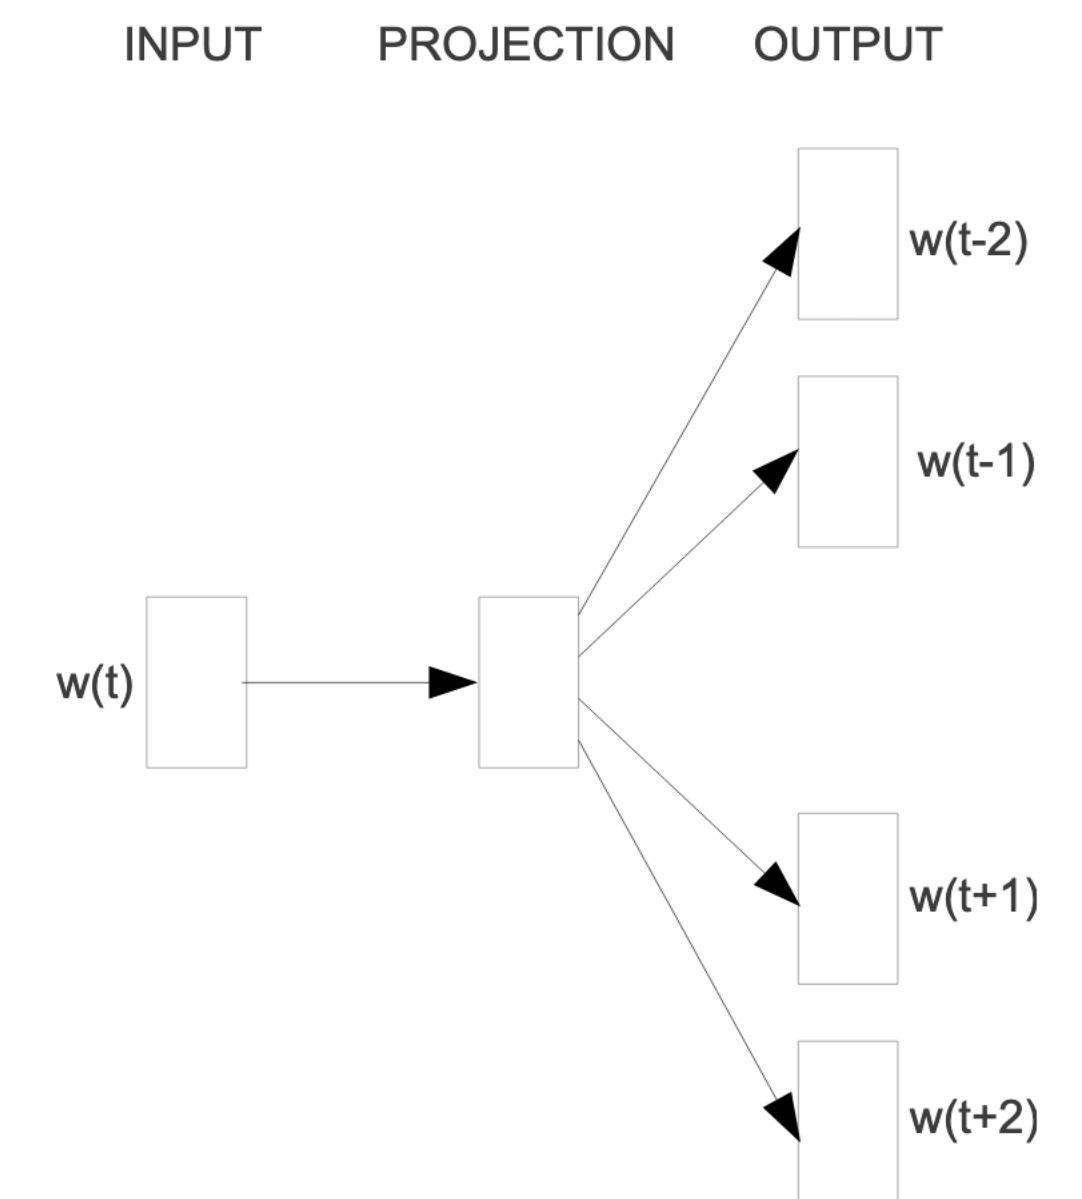 INPUT PROJECTION OUTPUT
w(t-2)
w(t-1)
w(t)
w(t+1)
w(t+2)